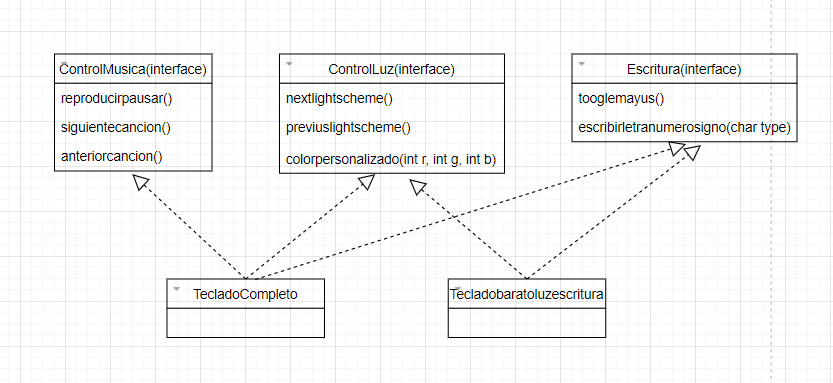 ControlMusica(interface)
reproducirpausar()
siguientecancion()
anteriorcancion()
ControlLuz(interface)
nextlightscheme()
previuslightscheme()
colorpersonalizado(int r, int g, int b)
Escritura(interface)
tooglemayus()
escribirletranumerosigno(char type)
TecladoCompleto
Tecladobaratoluzescritura